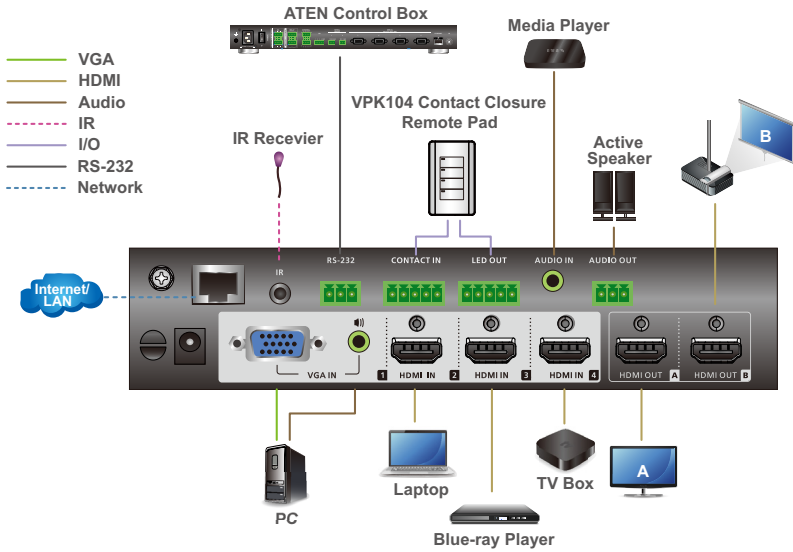 ATEN Control Box
Media Player
VGA
HDMI
Audio
IR
I/O
RS-232
Network
IR Recevier
VPK104 Contact Closure
Remote Pad
Active
Speaker
B
RS-232
CONTACT IN
LED OUT
AUDIO IN
AUDIO OUT
IR
Internet/
LAN
VGA IN
1
HDMI IN
2
HDMI IN
3
HDMI IN
4
HDMI OUT
A
HDMI OUT
B
PC
Laptop
Blue-ray Player
TV Box
A